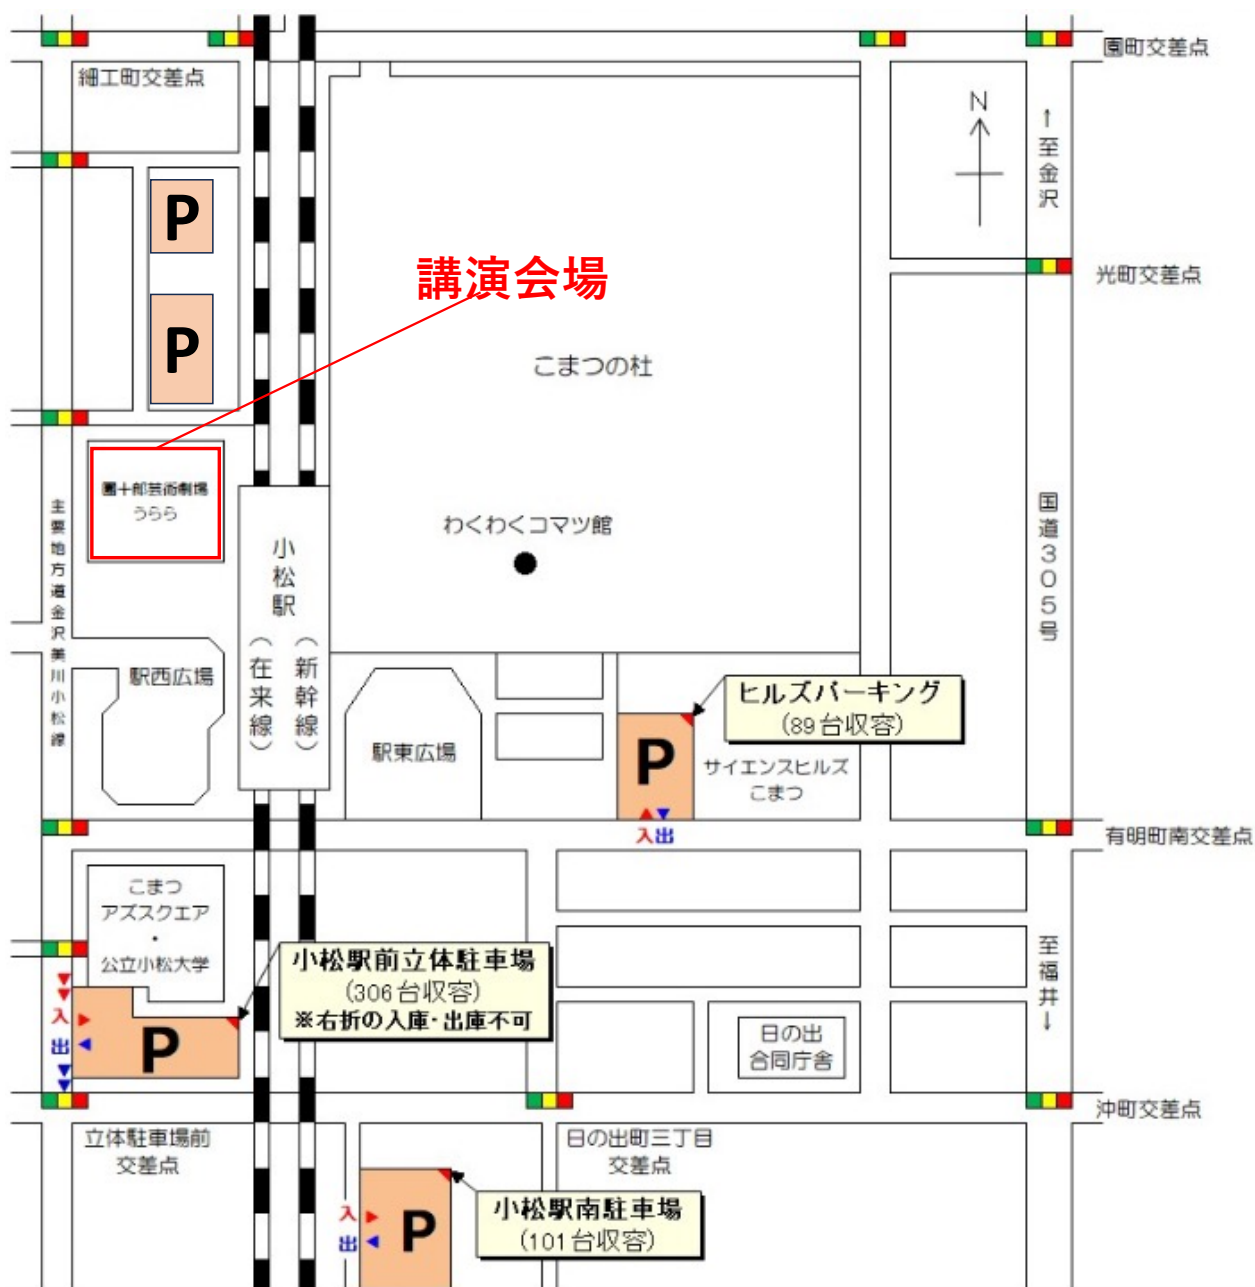 園町交差点
細工町交差点
N
↑至金沢
P
講演会場
光町交差点
P
こまつの杜
團十郎芸術劇場
うらら
主要地方道金沢美川小松線
わくわくコマツ館
国道305号
小松駅
(在来線)
(新幹線)
駅西広場
ヒルズパーキング
(89台収容)
駅東広場
P
サイエンスヒルズ
こまつ
入出
有明町南交差点
こまつ
アズスクエア
・
公立小松大学
小松駅前立体駐車場
(306台収容)
※右折の入庫・出庫不可
至福井↓
入
出
P
日の出
合同庁舎
沖町交差点
立体駐車場前
交差点
日の出町三丁目
交差点
小松駅南駐車場
(101台収容)
入
出
P